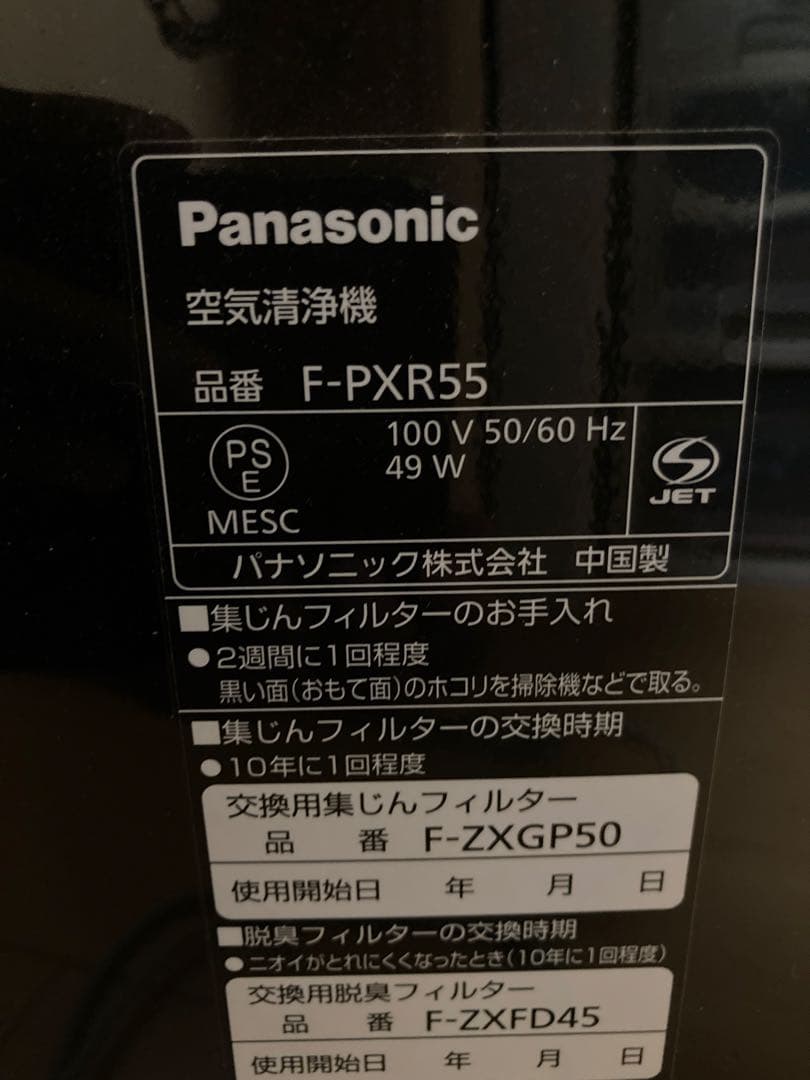 Panasonic
空気清浄機
品番 F-PXR55
PS
E
MESC
100 V 50/60 Hz
49 W
JET
パナソニック株式会社 中国製
■集じんフィルターのお手入れ
●2週間に1回程度
黒い面(おもて面)のホコリを掃除機などで取る。
■集じんフィルターの交換時期
●10年に1回程度
交換用集じんフィルター
品 番 F-ZXGP50
使用開始日 年 月 日
■脱臭フィルターの交換時期
●ニオイがとれにくくなったとき(10年に1回程度)
交換用脱臭フィルター
品 番 F-ZXFD45
使用開始日 年 月 日